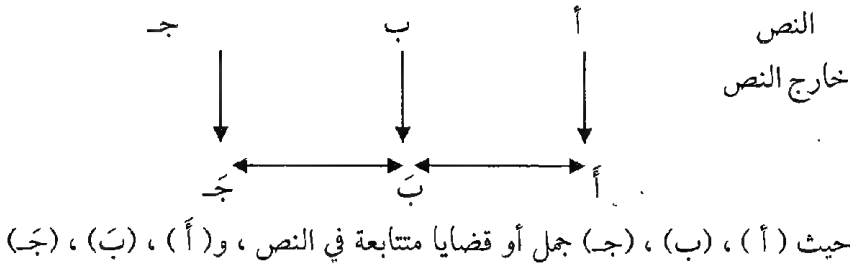 النص أ ب جـ
خارج النص
أَ بَ جَـ
حيث ( أ ) ، (ب) ، (جـ) جمل أو قضايا متتابعة في النص ، و( أَ ) ، (بَ) ، (جَـ)